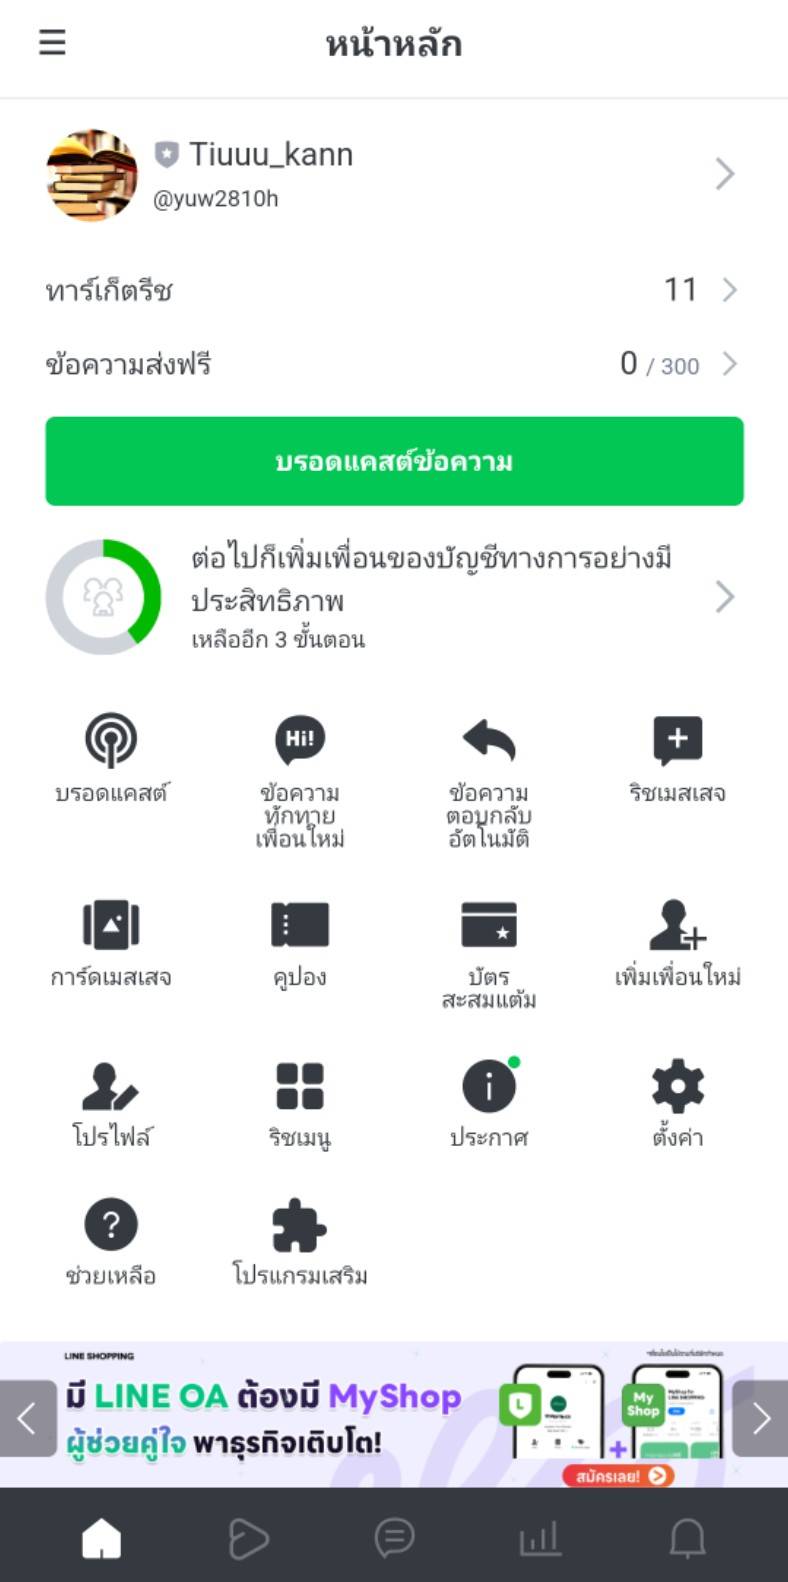 หน้าหลัก
Tiuuu_kann
@yuw2810h
ทาร์เก็ตรีช 11
ข้อความส่งฟรี 0 / 300
บรอดแคสต์ข้อความ
ต่อไปก็เพิ่มเพื่อนของบัญชีทางการอย่างมี
ประสิทธิภาพ
เหลืออีก 3 ขั้นตอน
Hi!
บรอดแคสต์
ข้อความ
ทักทาย
เพื่อนใหม่
ข้อความ
ตอบกลับ
อัตโนมัติ
ริชเมสเสจ
การ์ดเมสเสจ
คูปอง
บัตร
สะสมแต้ม
เพิ่มเพื่อนใหม่
โปรไฟล์
ริชเมนู
ประกาศ
ตั้งค่า
ช่วยเหลือ
โปรแกรมเสริม
LINE SHOPPING
มี LINE OA ต้องมี MyShop
ผู้ช่วยคู่ใจ พาธุรกิจเติบโต!
My
Shop
สมัครเลย!